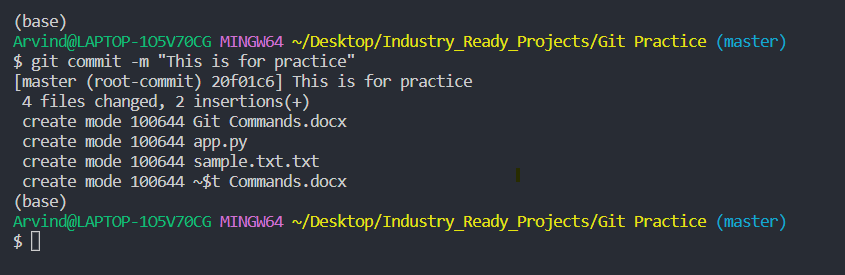 (base)
Arvind@LAPTOP-1O5V70CG MINGW64 ~/Desktop/Industry_Ready_Projects/Git Practice (master)
$ git commit -m "This is for practice"
[master (root-commit) 20f01c6] This is for practice
 4 files changed, 2 insertions(+)
 create mode 100644 Git Commands.docx
 create mode 100644 app.py
 create mode 100644 sample.txt.txt
 create mode 100644 ~$t Commands.docx
(base)
Arvind@LAPTOP-1O5V70CG MINGW64 ~/Desktop/Industry_Ready_Projects/Git Practice (master)
$